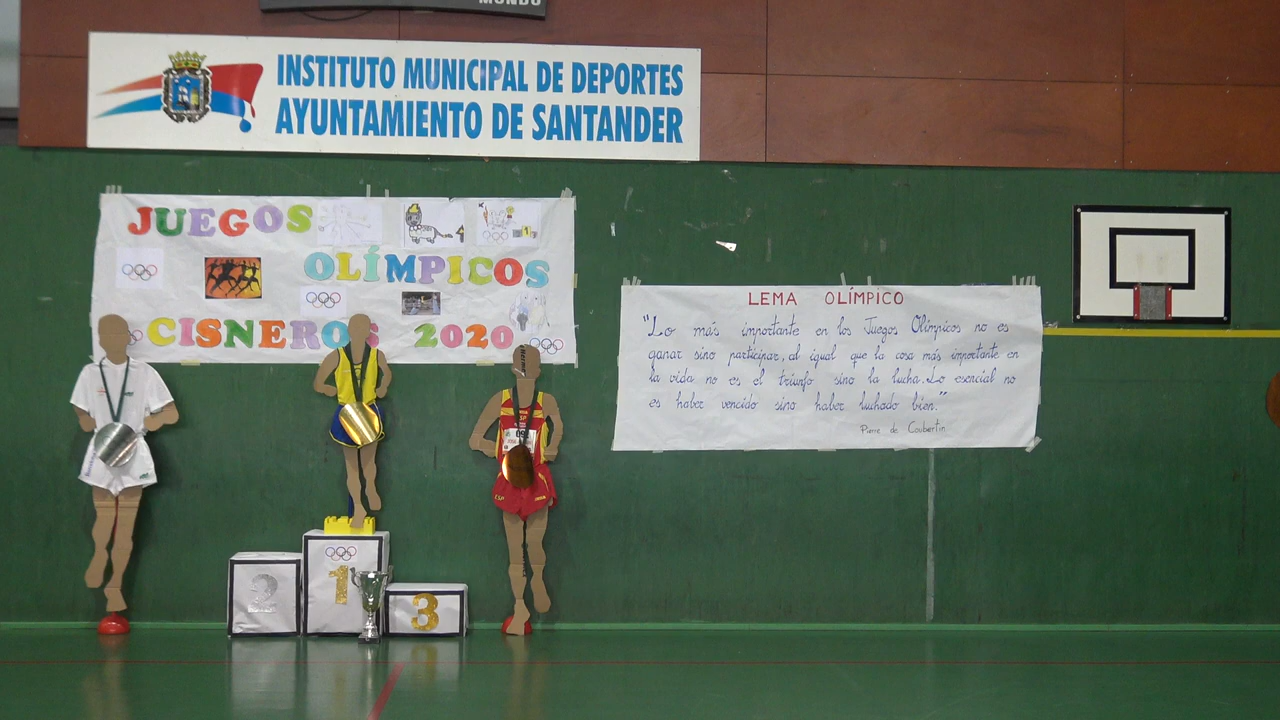 MUNDO
INSTITUTO MUNICIPAL DE DEPORTES
AYUNTAMIENTO DE SANTANDER
JUEGOS
OLÍMPICOS
CISNEROS 2020
LEMA OLÍMPICO
"Lo más importante en los Juegos Olímpicos no es
ganar sino participar, al igual que la cosa más importante en
la vida no es el triunfo sino la lucha. Lo esencial no
es haber vencido sino haber luchado bien."
Pierre de Coubertin
ESP
2
1
3